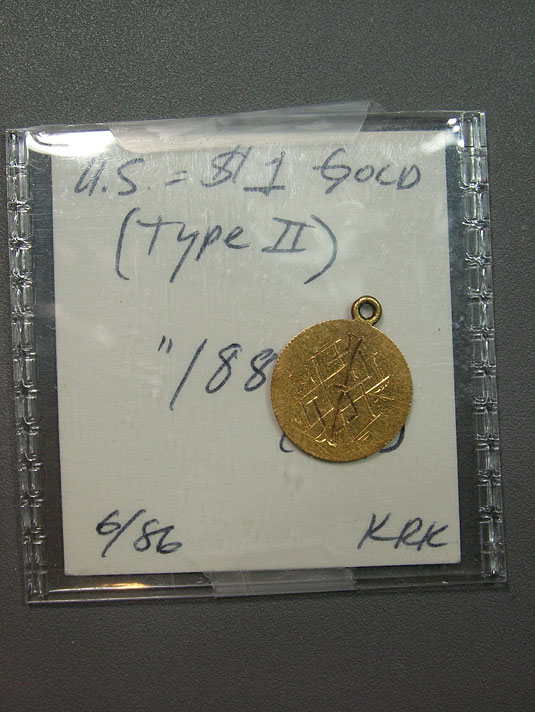 U.S. = $1 GOLD
(Type II)
"188
6/86 KRK